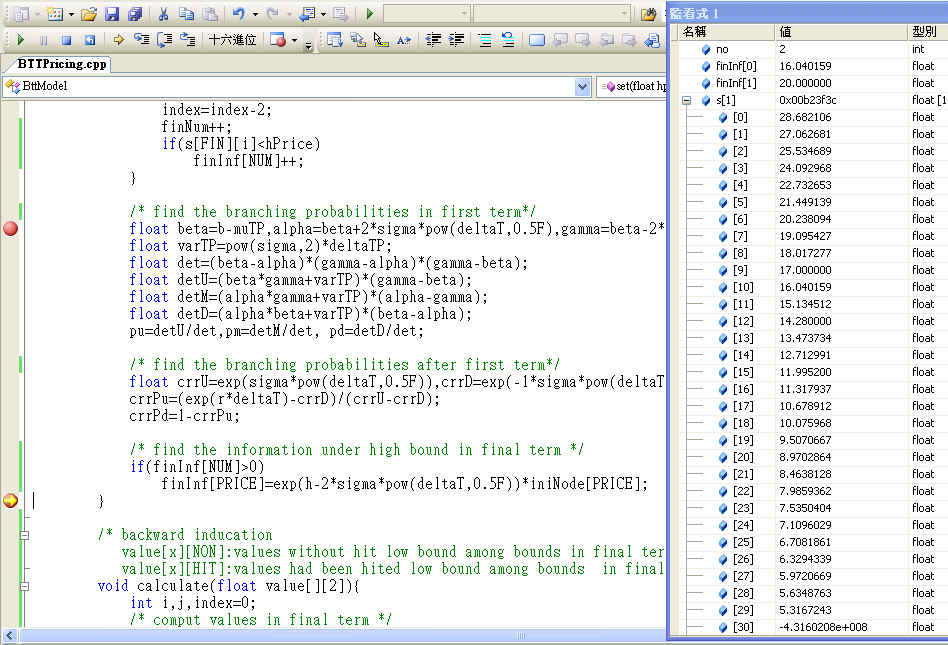 十六進位
BTTPricing.cpp
BttModel
set(float hp
index=index-2;
finNum++;
if(s[FIN][i]<hPrice)
finInf[NUM]++;
}
/* find the branching probabilities in first term*/
float beta=b-muTP,alpha=beta+2*sigma*pow(deltaT,0.5F),gamma=beta-2*
float varTP=pow(sigma,2)*deltaTP;
float det=(beta-alpha)*(gamma-alpha)*(gamma-beta);
float detU=(beta*gamma+varTP)*(gamma-beta);
float detM=(alpha*gamma+varTP)*(alpha-gamma);
float detD=(alpha*beta+varTP)*(beta-alpha);
pu=detU/det,pm=detM/det, pd=detD/det;
/* find the branching probabilities after first term*/
float crrU=exp(sigma*pow(deltaT,0.5F)),crrD=exp(-1*sigma*pow(deltaT
crrPu=(exp(r*deltaT)-crrD)/(crrU-crrD);
crrPd=1-crrPu;
/* find the information under high bound in final term */
if(finInf[NUM]>0)
finInf[PRICE]=exp(h-2*sigma*pow(deltaT,0.5F))*iniNode[PRICE];
}
/* backward inducation
value[x][NON]:values without hit low bound among bounds in final ter
value[x][HIT]:values had been hited low bound among bounds  in final
void calculate(float value[][2]){
int i,j,index=0;
/* comput values in final term */
監看式 1
名稱 值 型別
no 2 int
finInf[0] 16.040159 float
finInf[1] 20.000000 float
s[1] 0x00b23f3c float [1
[0] 28.682106 float
[1] 27.062681 float
[2] 25.534689 float
[3] 24.092968 float
[4] 22.732653 float
[5] 21.449139 float
[6] 20.238094 float
[7] 19.095427 float
[8] 18.017277 float
[9] 17.000000 float
[10] 16.040159 float
[11] 15.134512 float
[12] 14.280000 float
[13] 13.473734 float
[14] 12.712991 float
[15] 11.995200 float
[16] 11.317937 float
[17] 10.678912 float
[18] 10.075968 float
[19] 9.5070667 float
[20] 8.9702864 float
[21] 8.4638128 float
[22] 7.9859362 float
[23] 7.5350404 float
[24] 7.1096029 float
[25] 6.7081861 float
[26] 6.3294339 float
[27] 5.9720669 float
[28] 5.6348763 float
[29] 5.3167243 float
[30] -4.3160208e+008 float